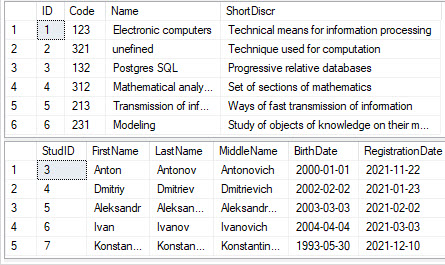 ID Code Name ShortDiscr
1 1 123 Electronic computers Technical means for information processing
2 2 321 unefined Technique used for computation
3 3 132 Postgres SQL Progressive relative databases
4 4 312 Mathematical analy... Set of sections of mathematics
5 5 213 Transmission of inf... Ways of fast transmission of information
6 6 231 Modeling Study of objects of knowledge on their m...
StudID FirstName LastName MiddleName BirthDate RegistrationDate
1 3 Anton Antonov Antonovich 2000-01-01 2021-11-22
2 4 Dmitriy Dmitriev Dmitrievich 2002-02-02 2021-01-23
3 5 Aleksandr Aleksan... Aleksandro... 2003-03-03 2021-02-02
4 6 Ivan Ivanov Ivanovich 2004-04-04 2021-03-03
5 7 Konstan... Konstan... Konstantin... 1993-05-30 2021-12-10